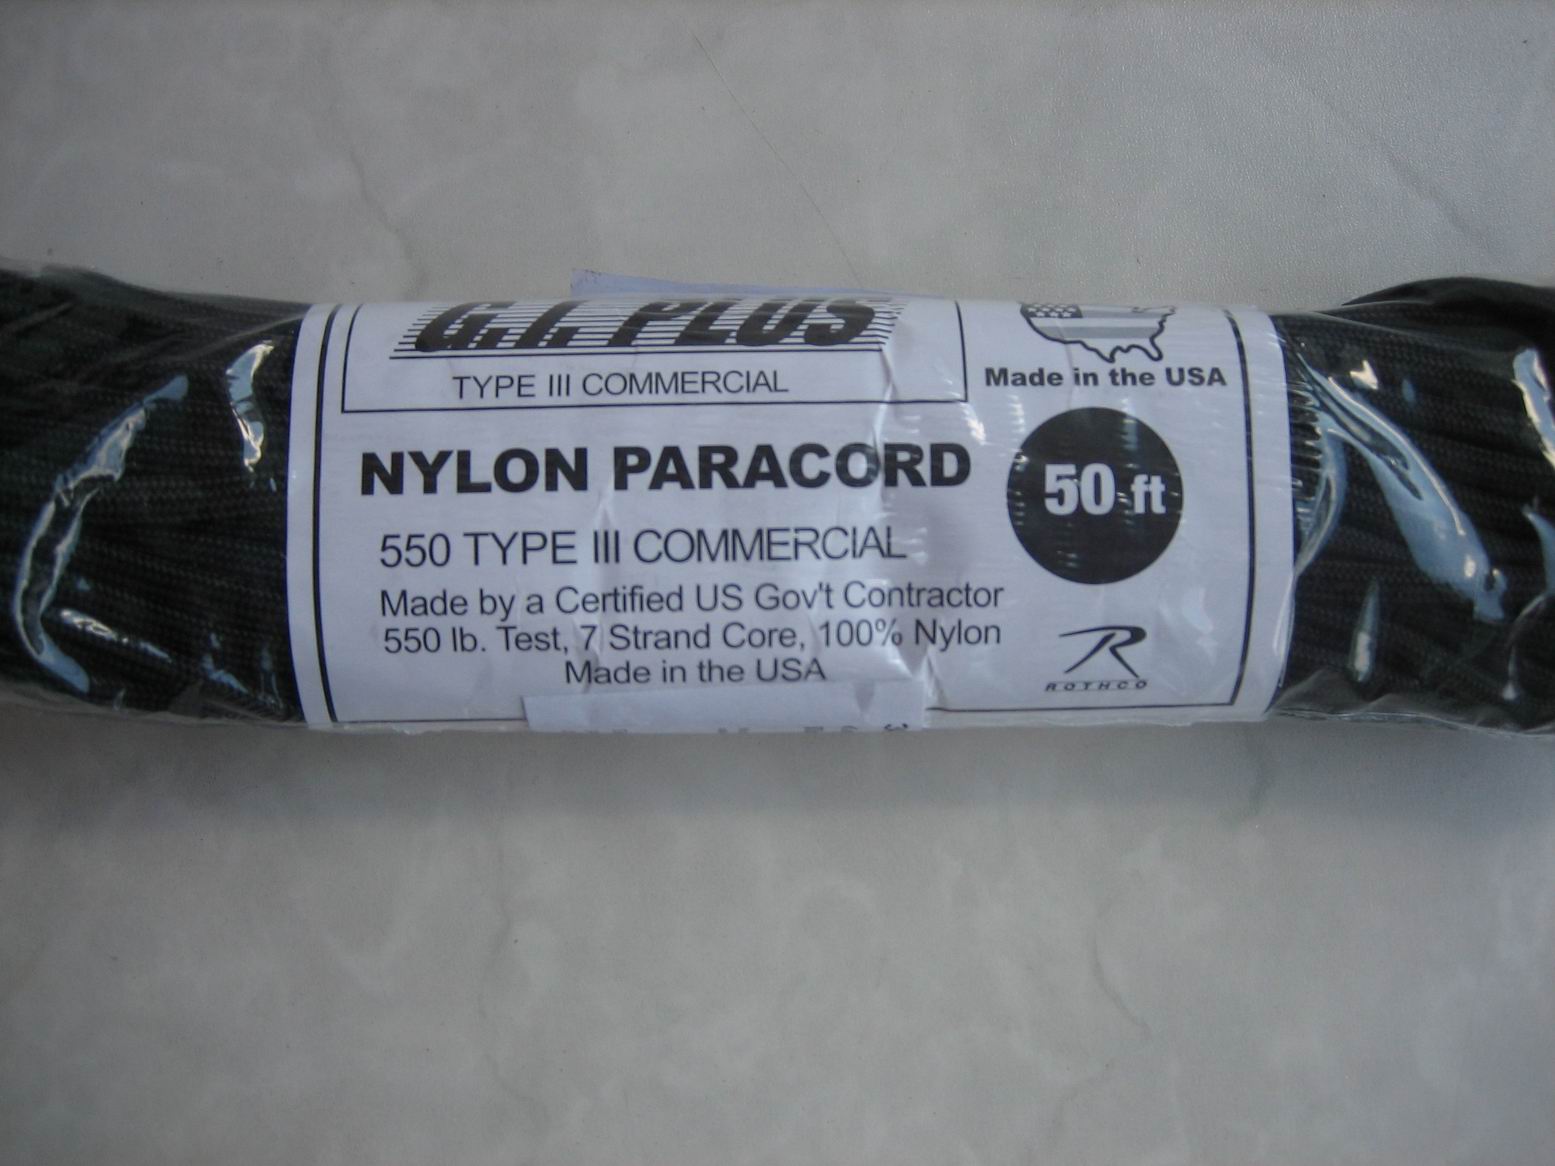 G.I. PLUS
TYPE III COMMERCIAL
Made in the USA
NYLON PARACORD
50 ft
550 TYPE III COMMERCIAL
Made by a Certified US Gov't Contractor
550 lb. Test, 7 Strand Core, 100% Nylon
Made in the USA
R
ROTHCO